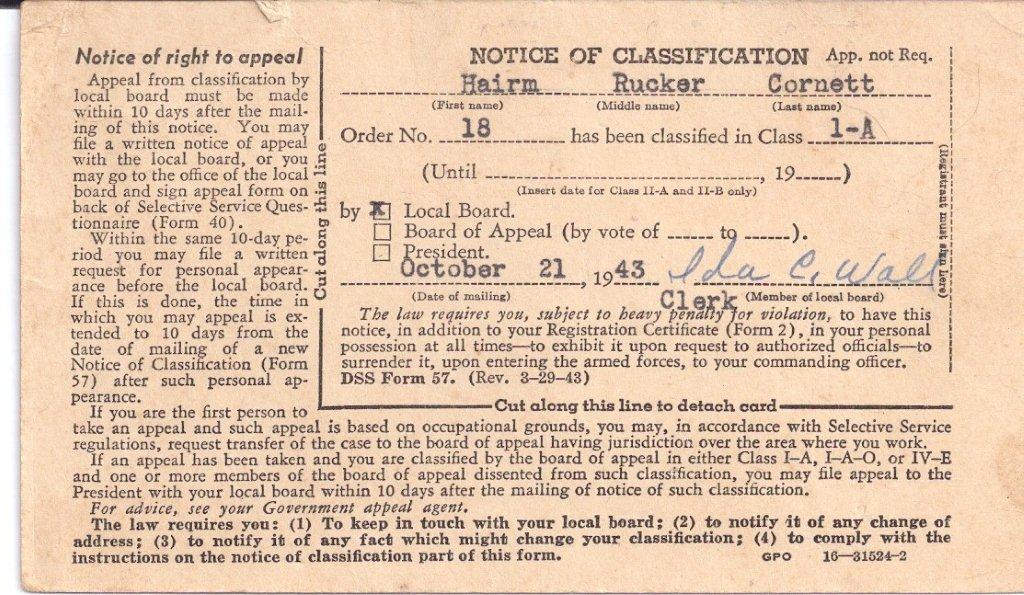 Notice of right to appeal
Appeal from classification by
local board must be made
within 10 days after the mail-
ing of this notice. You may
file a written notice of appeal
with the local board, or you
may go to the office of the local
board and sign appeal form on
back of Selective Service Ques-
tionnaire (Form 40).
Within the same 10-day pe-
riod you may file a written
request for personal appear-
ance before the local board.
If this is done, the time in
which you may appeal is ex-
tended to 10 days from the
date of mailing of a new
Notice of Classification (Form
57) after such personal ap-
pearance.
Cut along this line
NOTICE OF CLASSIFICATION App. not Req.
Hairm Rucker Cornett
(First name) (Middle name) (Last name)
Order No. 18 has been classified in Class 1-A
(Until , 19 )
(Insert date for Class II-A and II-B only)
by X Local Board.
Board of Appeal (by vote of to ).
President.
October 21 , 1943 Ida C. Wall
(Date of mailing) Clerk (Member of local board)
(Registrant must sign here)
The law requires you, subject to heavy penalty for violation, to have this
notice, in addition to your Registration Certificate (Form 2), in your personal
possession at all times—to exhibit it upon request to authorized officials—to
surrender it, upon entering the armed forces, to your commanding officer.
DSS Form 57. (Rev. 3-29-43)
Cut along this line to detach card
If you are the first person to
take an appeal and such appeal is based on occupational grounds, you may, in accordance with Selective Service
regulations, request transfer of the case to the board of appeal having jurisdiction over the area where you work.
If an appeal has been taken and you are classified by the board of appeal in either Class I-A, I-A-O, or IV-E
and one or more members of the board of appeal dissented from such classification, you may file appeal to the
President with your local board within 10 days after the mailing of notice of such classification.
For advice, see your Government appeal agent.
The law requires you: (1) To keep in touch with your local board; (2) to notify it of any change of
address; (3) to notify it of any fact which might change your classification; (4) to comply with the
instructions on the notice of classification part of this form. GPO 16—31524-2